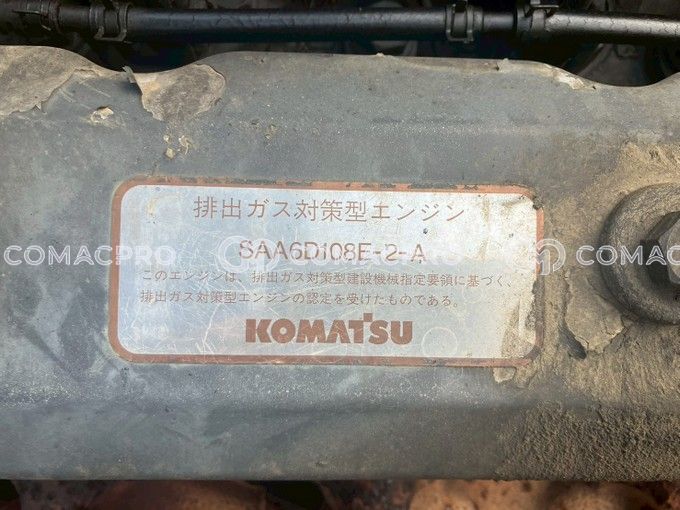 排出ガス対策型エンジン
SAA6D108E-2-A
このエンジンは、排出ガス対策型建設機械指定要領に基づく
排出ガス対策型エンジンの認定を受けたものである。
KOMATSU
COMACPRO COMACPRO COMACPRO